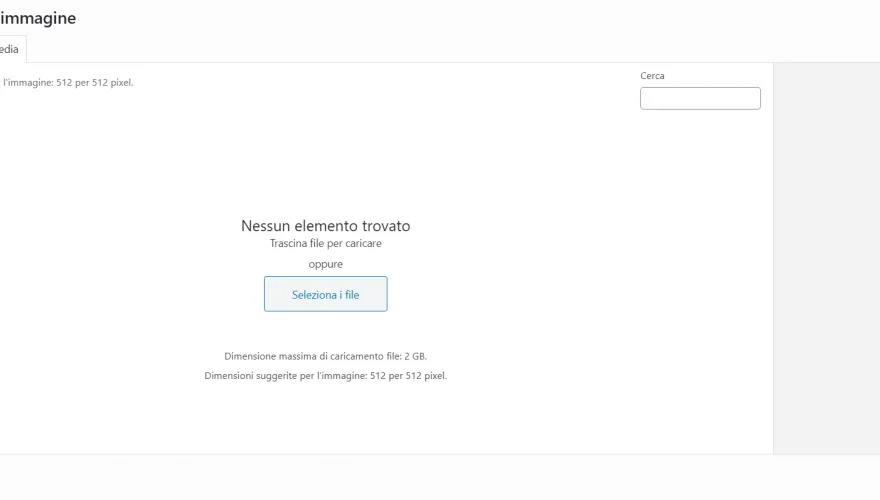 immagine
edia
l'immagine: 512 per 512 pixel.
Cerca
Nessun elemento trovato
Trascina file per caricare
oppure
Seleziona i file
Dimensione massima di caricamento file: 2 GB.
Dimensioni suggerite per l'immagine: 512 per 512 pixel.